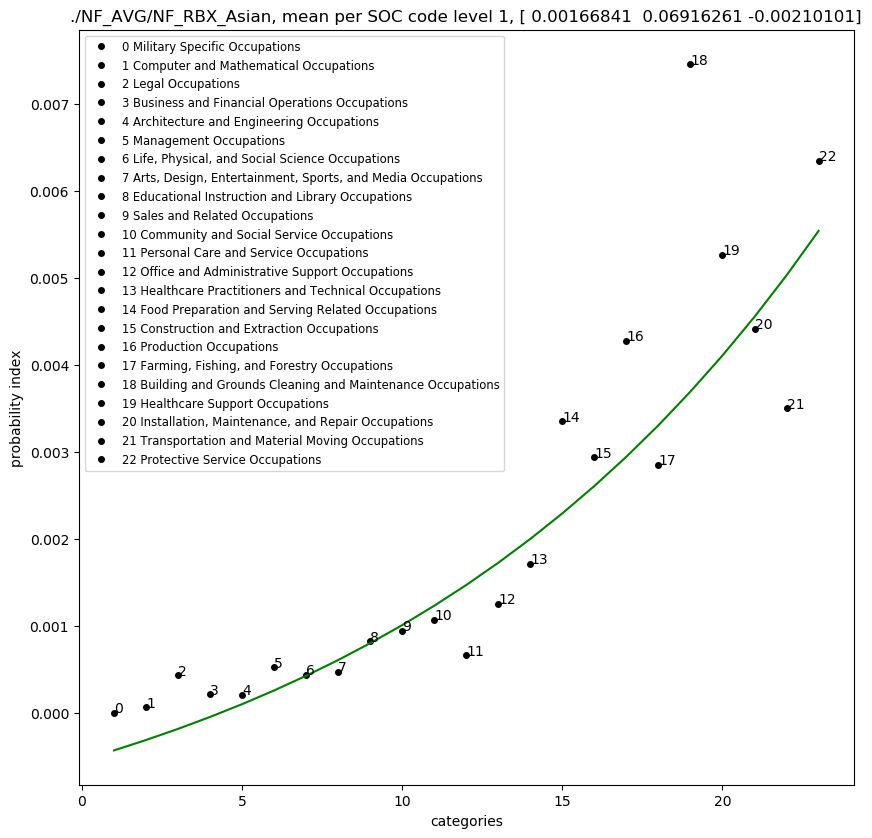 ./NF_AVG/NF_RBX_Asian, mean per SOC code level 1, [ 0.00166841  0.06916261 -0.00210101]
0 Military Specific Occupations
1 Computer and Mathematical Occupations
2 Legal Occupations
3 Business and Financial Operations Occupations
4 Architecture and Engineering Occupations
5 Management Occupations
6 Life, Physical, and Social Science Occupations
7 Arts, Design, Entertainment, Sports, and Media Occupations
8 Educational Instruction and Library Occupations
9 Sales and Related Occupations
10 Community and Social Service Occupations
11 Personal Care and Service Occupations
12 Office and Administrative Support Occupations
13 Healthcare Practitioners and Technical Occupations
14 Food Preparation and Serving Related Occupations
15 Construction and Extraction Occupations
16 Production Occupations
17 Farming, Fishing, and Forestry Occupations
18 Building and Grounds Cleaning and Maintenance Occupations
19 Healthcare Support Occupations
20 Installation, Maintenance, and Repair Occupations
21 Transportation and Material Moving Occupations
22 Protective Service Occupations
probability index
0.007
0.006
0.005
0.004
0.003
0.002
0.001
0.000
0
1
2
3
4
5
6
7
8
9
10
11
12
13
14
15
16
17
18
19
20
21
22
0 5 10 15 20
categories